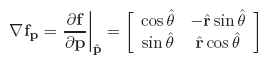 ∇f_p = ∂f/∂p |_p̂ = [ cos θ̂  −r̂ sin θ̂
sin θ̂  r̂ cos θ̂ ]